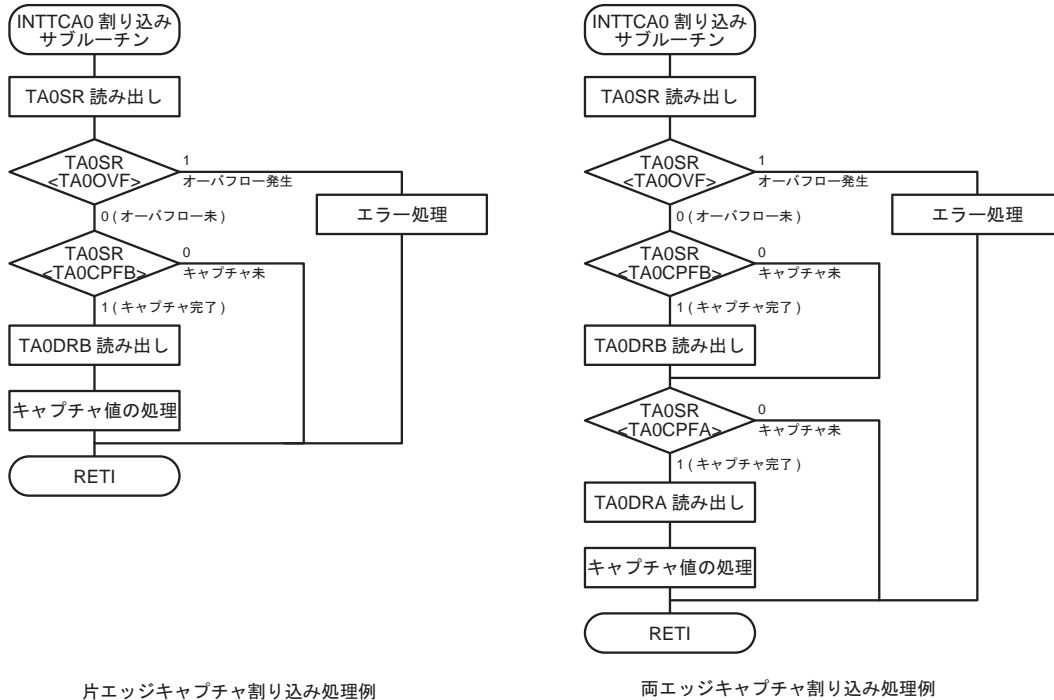 INTTCA0 割り込み
サブルーチン
TA0SR 読み出し
TA0SR
<TA0OVF>
1
オーバフロー発生
エラー処理
0 ( オーバフロー未 )
TA0SR
<TA0CPFB>
0
キャプチャ未
1 ( キャプチャ完了 )
TA0DRB 読み出し
キャプチャ値の処理
RETI
片エッジキャプチャ割り込み処理例
INTTCA0 割り込み
サブルーチン
TA0SR 読み出し
TA0SR
<TA0OVF>
1
オーバフロー発生
エラー処理
0 ( オーバフロー未 )
TA0SR
<TA0CPFB>
0
キャプチャ未
1 ( キャプチャ完了 )
TA0DRB 読み出し
TA0SR
<TA0CPFA>
0
キャプチャ未
1 ( キャプチャ完了 )
TA0DRA 読み出し
キャプチャ値の処理
RETI
両エッジキャプチャ割り込み処理例